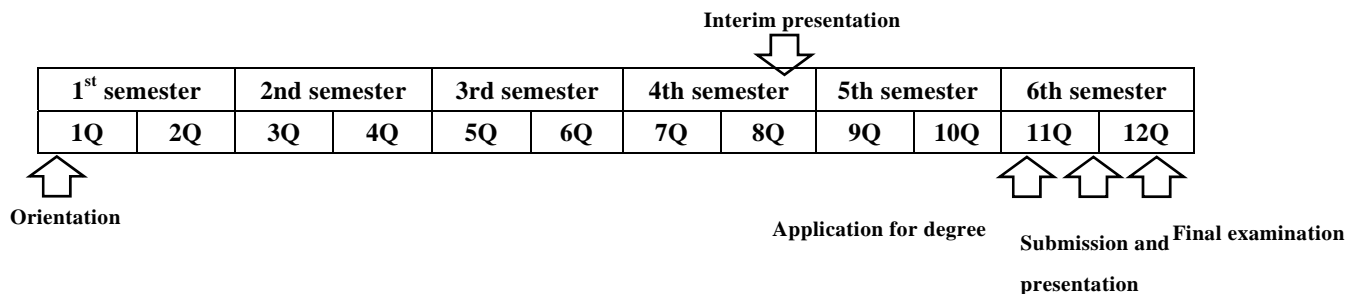 Interim presentation
1st semester 2nd semester 3rd semester 4th semester 5th semester 6th semester
1Q 2Q 3Q 4Q 5Q 6Q 7Q 8Q 9Q 10Q 11Q 12Q
Orientation
Application for degree
Submission and
presentation
Final examination